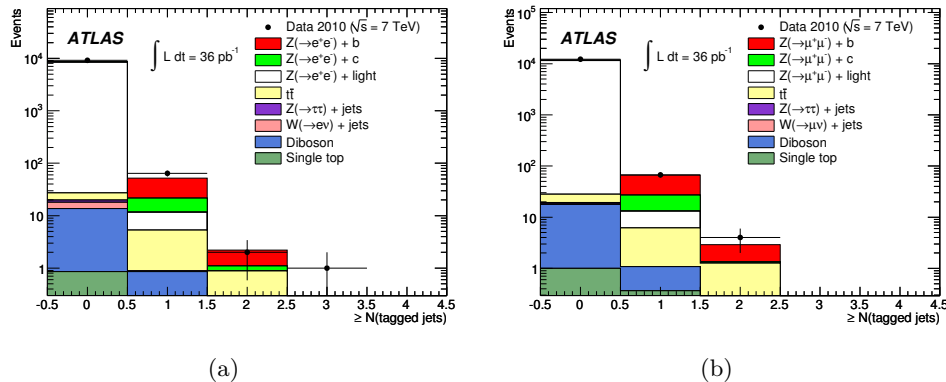 Events
10⁴
10³
10²
10
1
ATLAS
∫ L dt = 36 pb⁻¹
Data 2010 (√s = 7 TeV)
Z(→e⁺e⁻) + b
Z(→e⁺e⁻) + c
Z(→e⁺e⁻) + light
tt̄
Z(→ττ) + jets
W(→eν) + jets
Diboson
Single top
-0.5 0 0.5 1 1.5 2 2.5 3 3.5 4 4.5
≥ N(tagged jets)
(a)
Events
10⁵
10⁴
10³
10²
10
1
ATLAS
∫ L dt = 36 pb⁻¹
Data 2010 (√s = 7 TeV)
Z(→μ⁺μ⁻) + b
Z(→μ⁺μ⁻) + c
Z(→μ⁺μ⁻) + light
tt̄
Z(→ττ) + jets
W(→μν) + jets
Diboson
Single top
-0.5 0 0.5 1 1.5 2 2.5 3 3.5 4 4.5
≥ N(tagged jets)
(b)